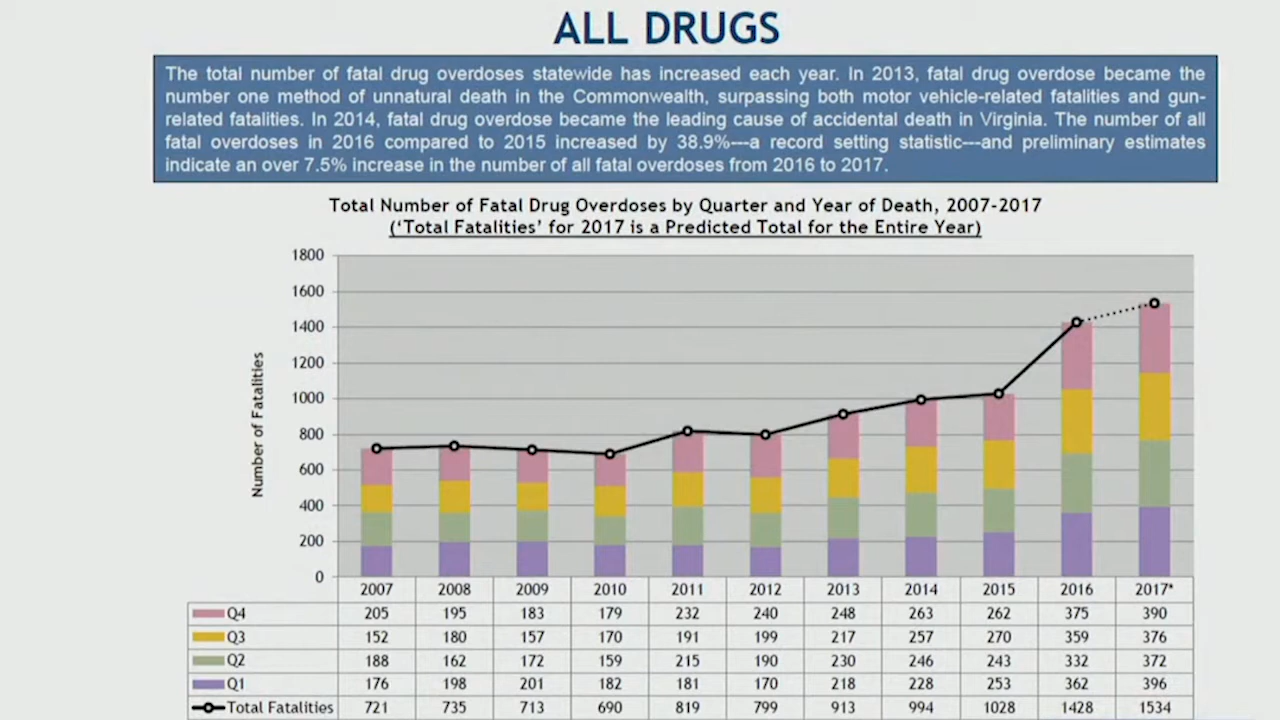 ALL DRUGS
The total number of fatal drug overdoses statewide has increased each year. In 2013, fatal drug overdose became the
number one method of unnatural death in the Commonwealth, surpassing both motor vehicle-related fatalities and gun-
related fatalities. In 2014, fatal drug overdose became the leading cause of accidental death in Virginia. The number of all
fatal overdoses in 2016 compared to 2015 increased by 38.9%---a record setting statistic---and preliminary estimates
indicate an over 7.5% increase in the number of all fatal overdoses from 2016 to 2017.
Total Number of Fatal Drug Overdoses by Quarter and Year of Death, 2007-2017
('Total Fatalities' for 2017 is a Predicted Total for the Entire Year)
Number of Fatalities
1800
1600
1400
1200
1000
800
600
400
200
0
2007 2008 2009 2010 2011 2012 2013 2014 2015 2016 2017*
Q4 205 195 183 179 232 240 248 263 262 375 390
Q3 152 180 157 170 191 199 217 257 270 359 376
Q2 188 162 172 159 215 190 230 246 243 332 372
Q1 176 198 201 182 181 170 218 228 253 362 396
Total Fatalities 721 735 713 690 819 799 913 994 1028 1428 1534